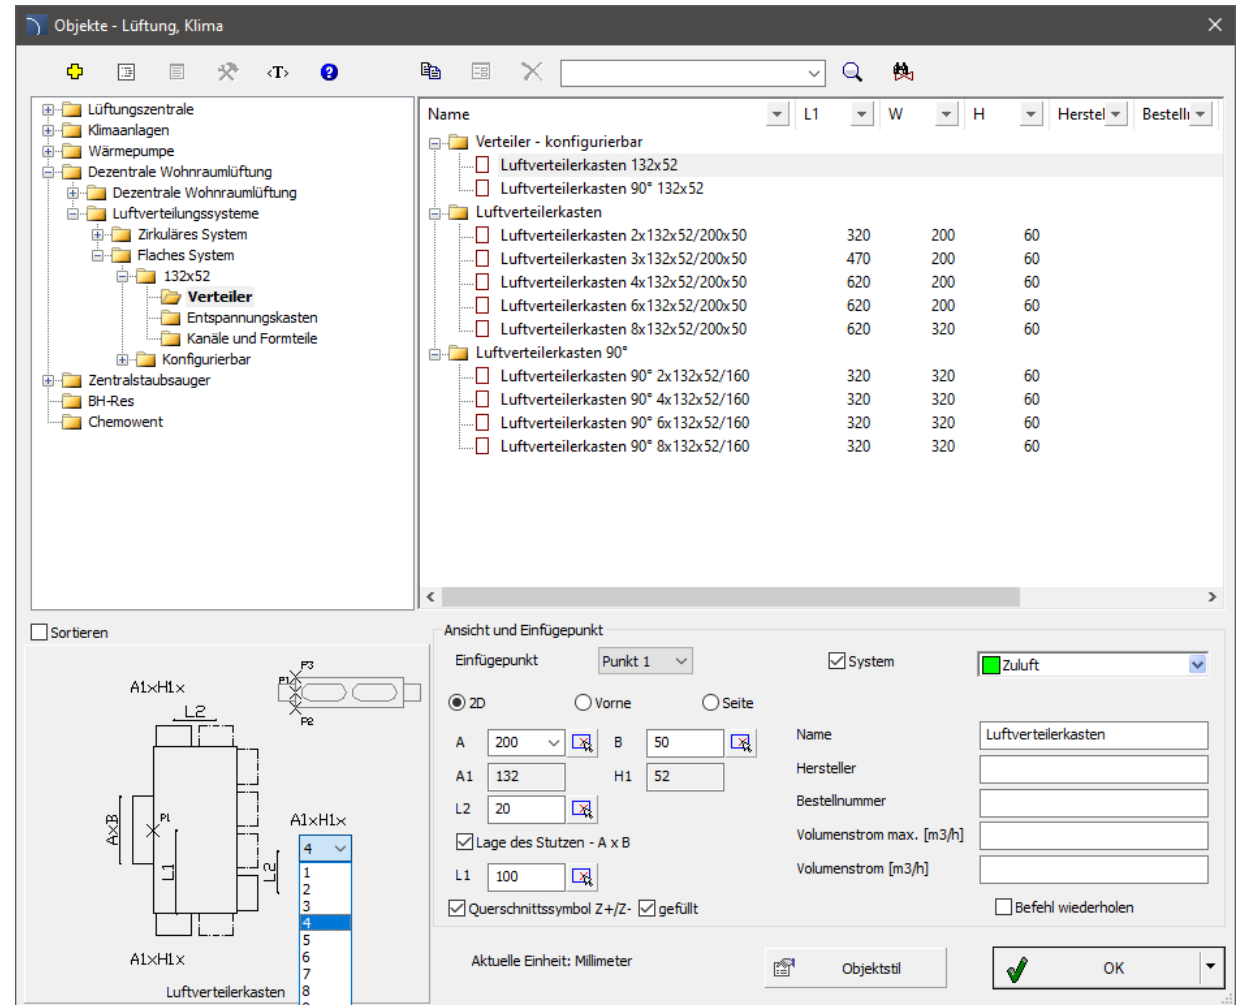 Objekte - Lüftung, Klima
‹T› ?
Lüftungszentrale
Klimaanlagen
Wärmepumpe
Dezentrale Wohnraumlüftung
Dezentrale Wohnraumlüftung
Luftverteilungssysteme
Zirkuläres System
Flaches System
132x52
Verteiler
Entspannungskasten
Kanäle und Formteile
Konfigurierbar
Zentralstaubsauger
BH-Res
Chemowent
Name L1 W H Herstel Bestellı
Verteiler - konfigurierbar
Luftverteilerkasten 132x52
Luftverteilerkasten 90° 132x52
Luftverteilerkasten
Luftverteilerkasten 2x132x52/200x50 320 200 60
Luftverteilerkasten 3x132x52/200x50 470 200 60
Luftverteilerkasten 4x132x52/200x50 620 200 60
Luftverteilerkasten 6x132x52/200x50 620 200 60
Luftverteilerkasten 8x132x52/200x50 620 320 60
Luftverteilerkasten 90°
Luftverteilerkasten 90° 2x132x52/160 320 320 60
Luftverteilerkasten 90° 4x132x52/160 320 320 60
Luftverteilerkasten 90° 6x132x52/160 320 320 60
Luftverteilerkasten 90° 8x132x52/160 320 320 60
Sortieren
P3
P1
P2
A1×H1×
L2
A×B
P1
L1
L2
A1×H1×
4
1
2
3
4
5
6
7
8
A1×H1×
Luftverteilerkasten
Ansicht und Einfügepunkt
Einfügepunkt Punkt 1 System Zuluft
2D Vorne Seite
A 200 B 50 Name Luftverteilerkasten
A1 132 H1 52 Hersteller
L2 20 Bestellnummer
Lage des Stutzen - A x B Volumenstrom max. [m3/h]
L1 100 Volumenstrom [m3/h]
Querschnittssymbol Z+/Z- gefüllt Befehl wiederholen
Aktuelle Einheit: Millimeter Objektstil OK